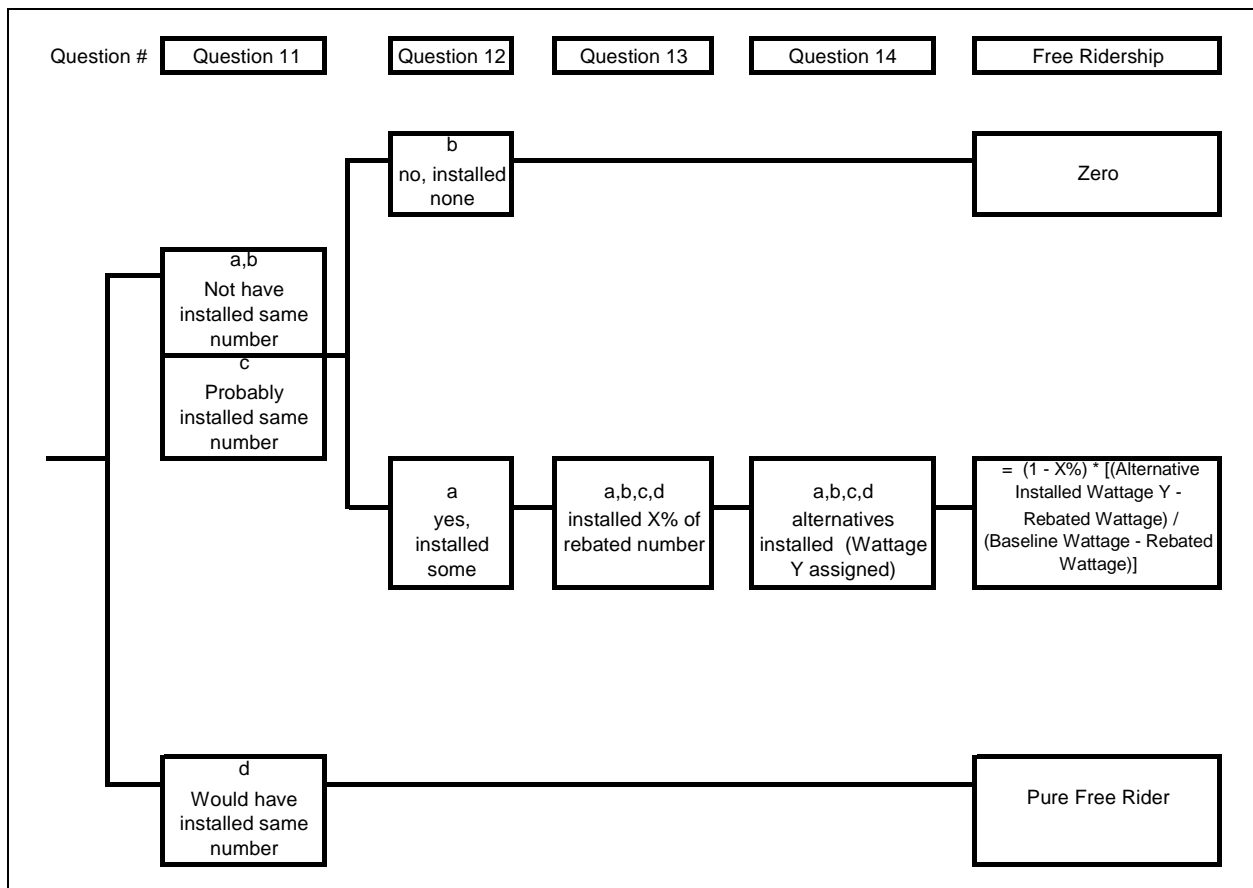 Question #
Question 11
Question 12
Question 13
Question 14
Free Ridership
b
no, installed
none
Zero
a,b
Not have
installed same
number
c
Probably
installed same
number
a
yes,
installed
some
a,b,c,d
installed X% of
rebated number
a,b,c,d
alternatives
installed (Wattage
Y assigned)
= (1 - X%) * [(Alternative
Installed Wattage Y -
Rebated Wattage) /
(Baseline Wattage - Rebated
Wattage)]
d
Would have
installed same
number
Pure Free Rider